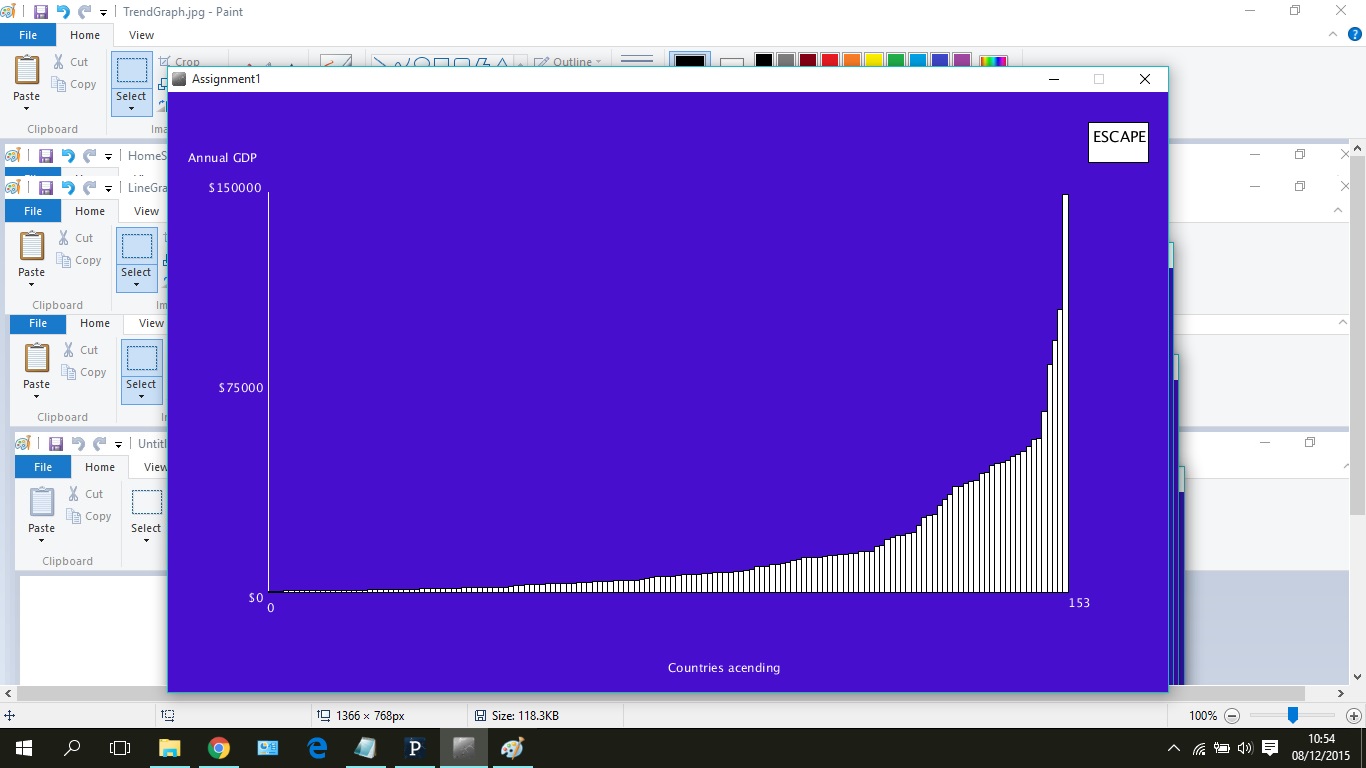 TrendGraph.jpg - Paint
File Home View
Paste Cut Copy Select Crop Outline
Clipboard Ima
Assignment1
ESCAPE
Annual GDP
$150000
$75000
$0
0
153
Countries acending
HomeS
LineGra
File Home View
Paste Cut Copy Select
Clipboard Im
File Home View
Paste Cut Copy Select
Clipboard
Untitl
File Home View
Paste Cut Copy Select
Clipboard
1366 × 768px Size: 118.3KB 100%
10:54
08/12/2015